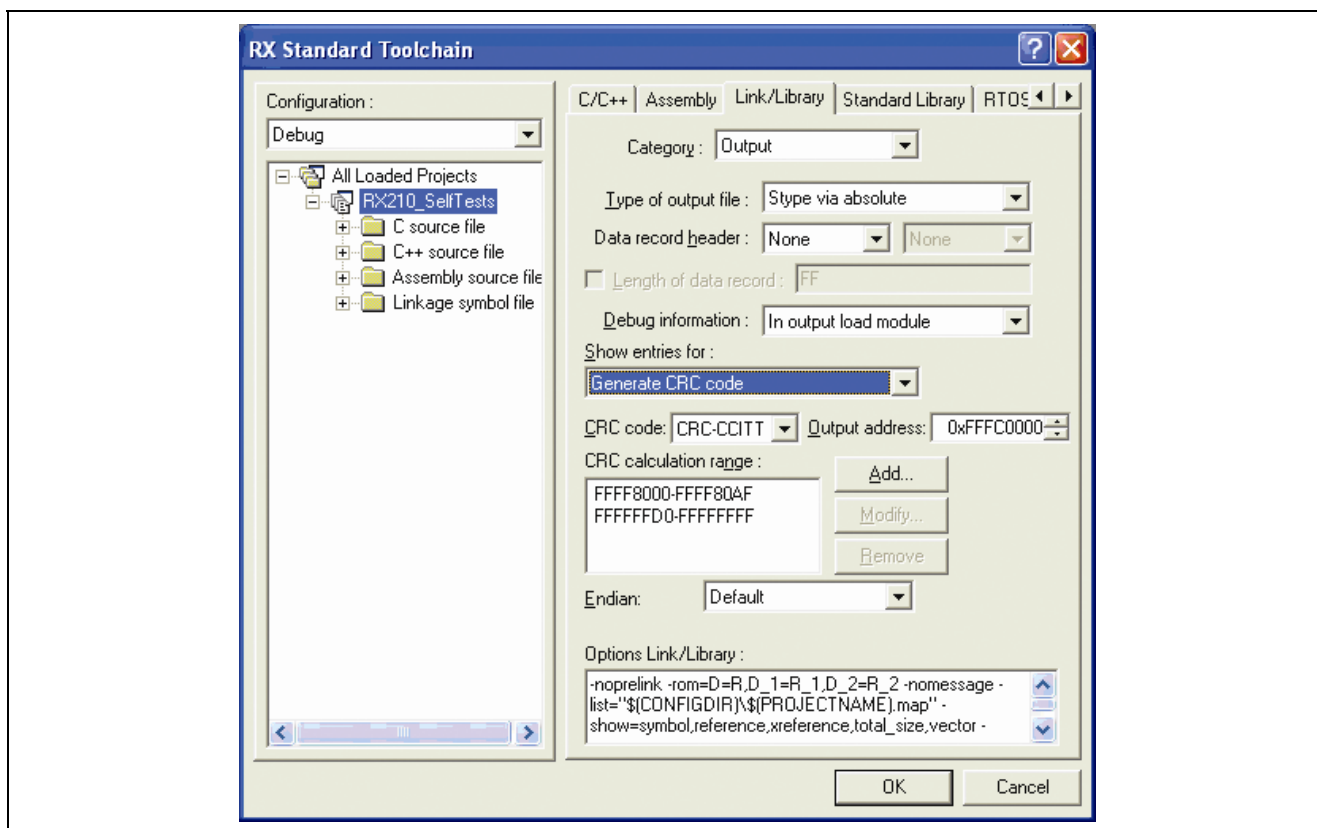 RX Standard Toolchain
Configuration :
Debug
All Loaded Projects
RX210_SelfTests
C source file
C++ source file
Assembly source file
Linkage symbol file
C/C++ Assembly Link/Library Standard Library RTOS
Category : Output
Type of output file : Stype via absolute
Data record header : None None
Length of data record : FF
Debug information : In output load module
Show entries for :
Generate CRC code
CRC code: CRC-CCITT Output address: 0xFFFC0000
CRC calculation range :
Add...
FFFF8000-FFFF80AF
FFFFFFD0-FFFFFFFF
Modify...
Remove
Endian: Default
Options Link/Library :
-noprelink -rom=D=R,D_1=R_1,D_2=R_2 -nomessage -
list="$(CONFIGDIR)\$(PROJECTNAME).map" -
show=symbol,reference,xreference,total_size,vector -
OK Cancel